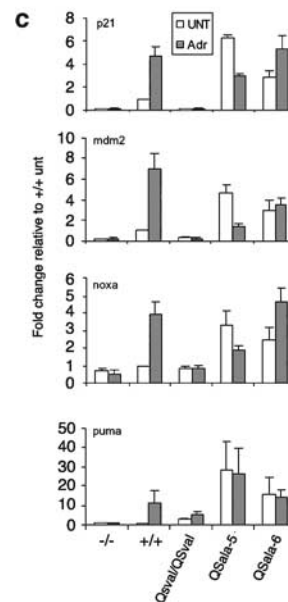 c
p21
UNT
Adr
8
6
4
2
0
mdm2
10
8
6
4
2
0
Fold change relative to +/+ unt
noxa
6
5
4
3
2
1
0
puma
50
40
30
20
10
0
-/-
+/+
Qsval/QSval
QSala-5
QSala-6